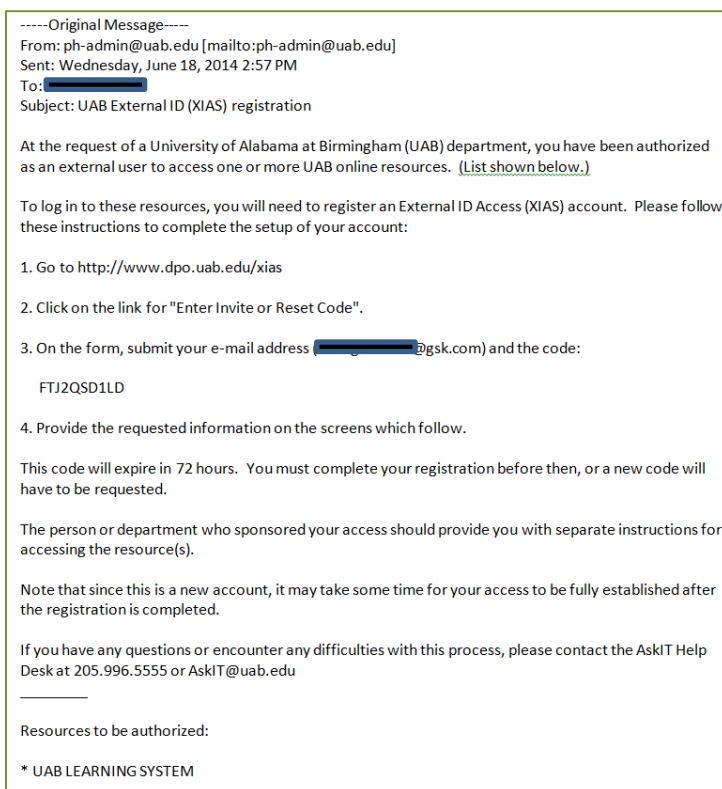 -----Original Message-----
From: ph-admin@uab.edu [mailto:ph-admin@uab.edu]
Sent: Wednesday, June 18, 2014 2:57 PM
To:
Subject: UAB External ID (XIAS) registration
At the request of a University of Alabama at Birmingham (UAB) department, you have been authorized
as an external user to access one or more UAB online resources.  (List shown below.)
To log in to these resources, you will need to register an External ID Access (XIAS) account.  Please follow
these instructions to complete the setup of your account:
1. Go to http://www.dpo.uab.edu/xias
2. Click on the link for "Enter Invite or Reset Code".
3. On the form, submit your e-mail address ( @gsk.com) and the code:
FTJ2QSD1LD
4. Provide the requested information on the screens which follow.
This code will expire in 72 hours.  You must complete your registration before then, or a new code will
have to be requested.
The person or department who sponsored your access should provide you with separate instructions for
accessing the resource(s).
Note that since this is a new account, it may take some time for your access to be fully established after
the registration is completed.
If you have any questions or encounter any difficulties with this process, please contact the AskIT Help
Desk at 205.996.5555 or AskIT@uab.edu
Resources to be authorized:
* UAB LEARNING SYSTEM